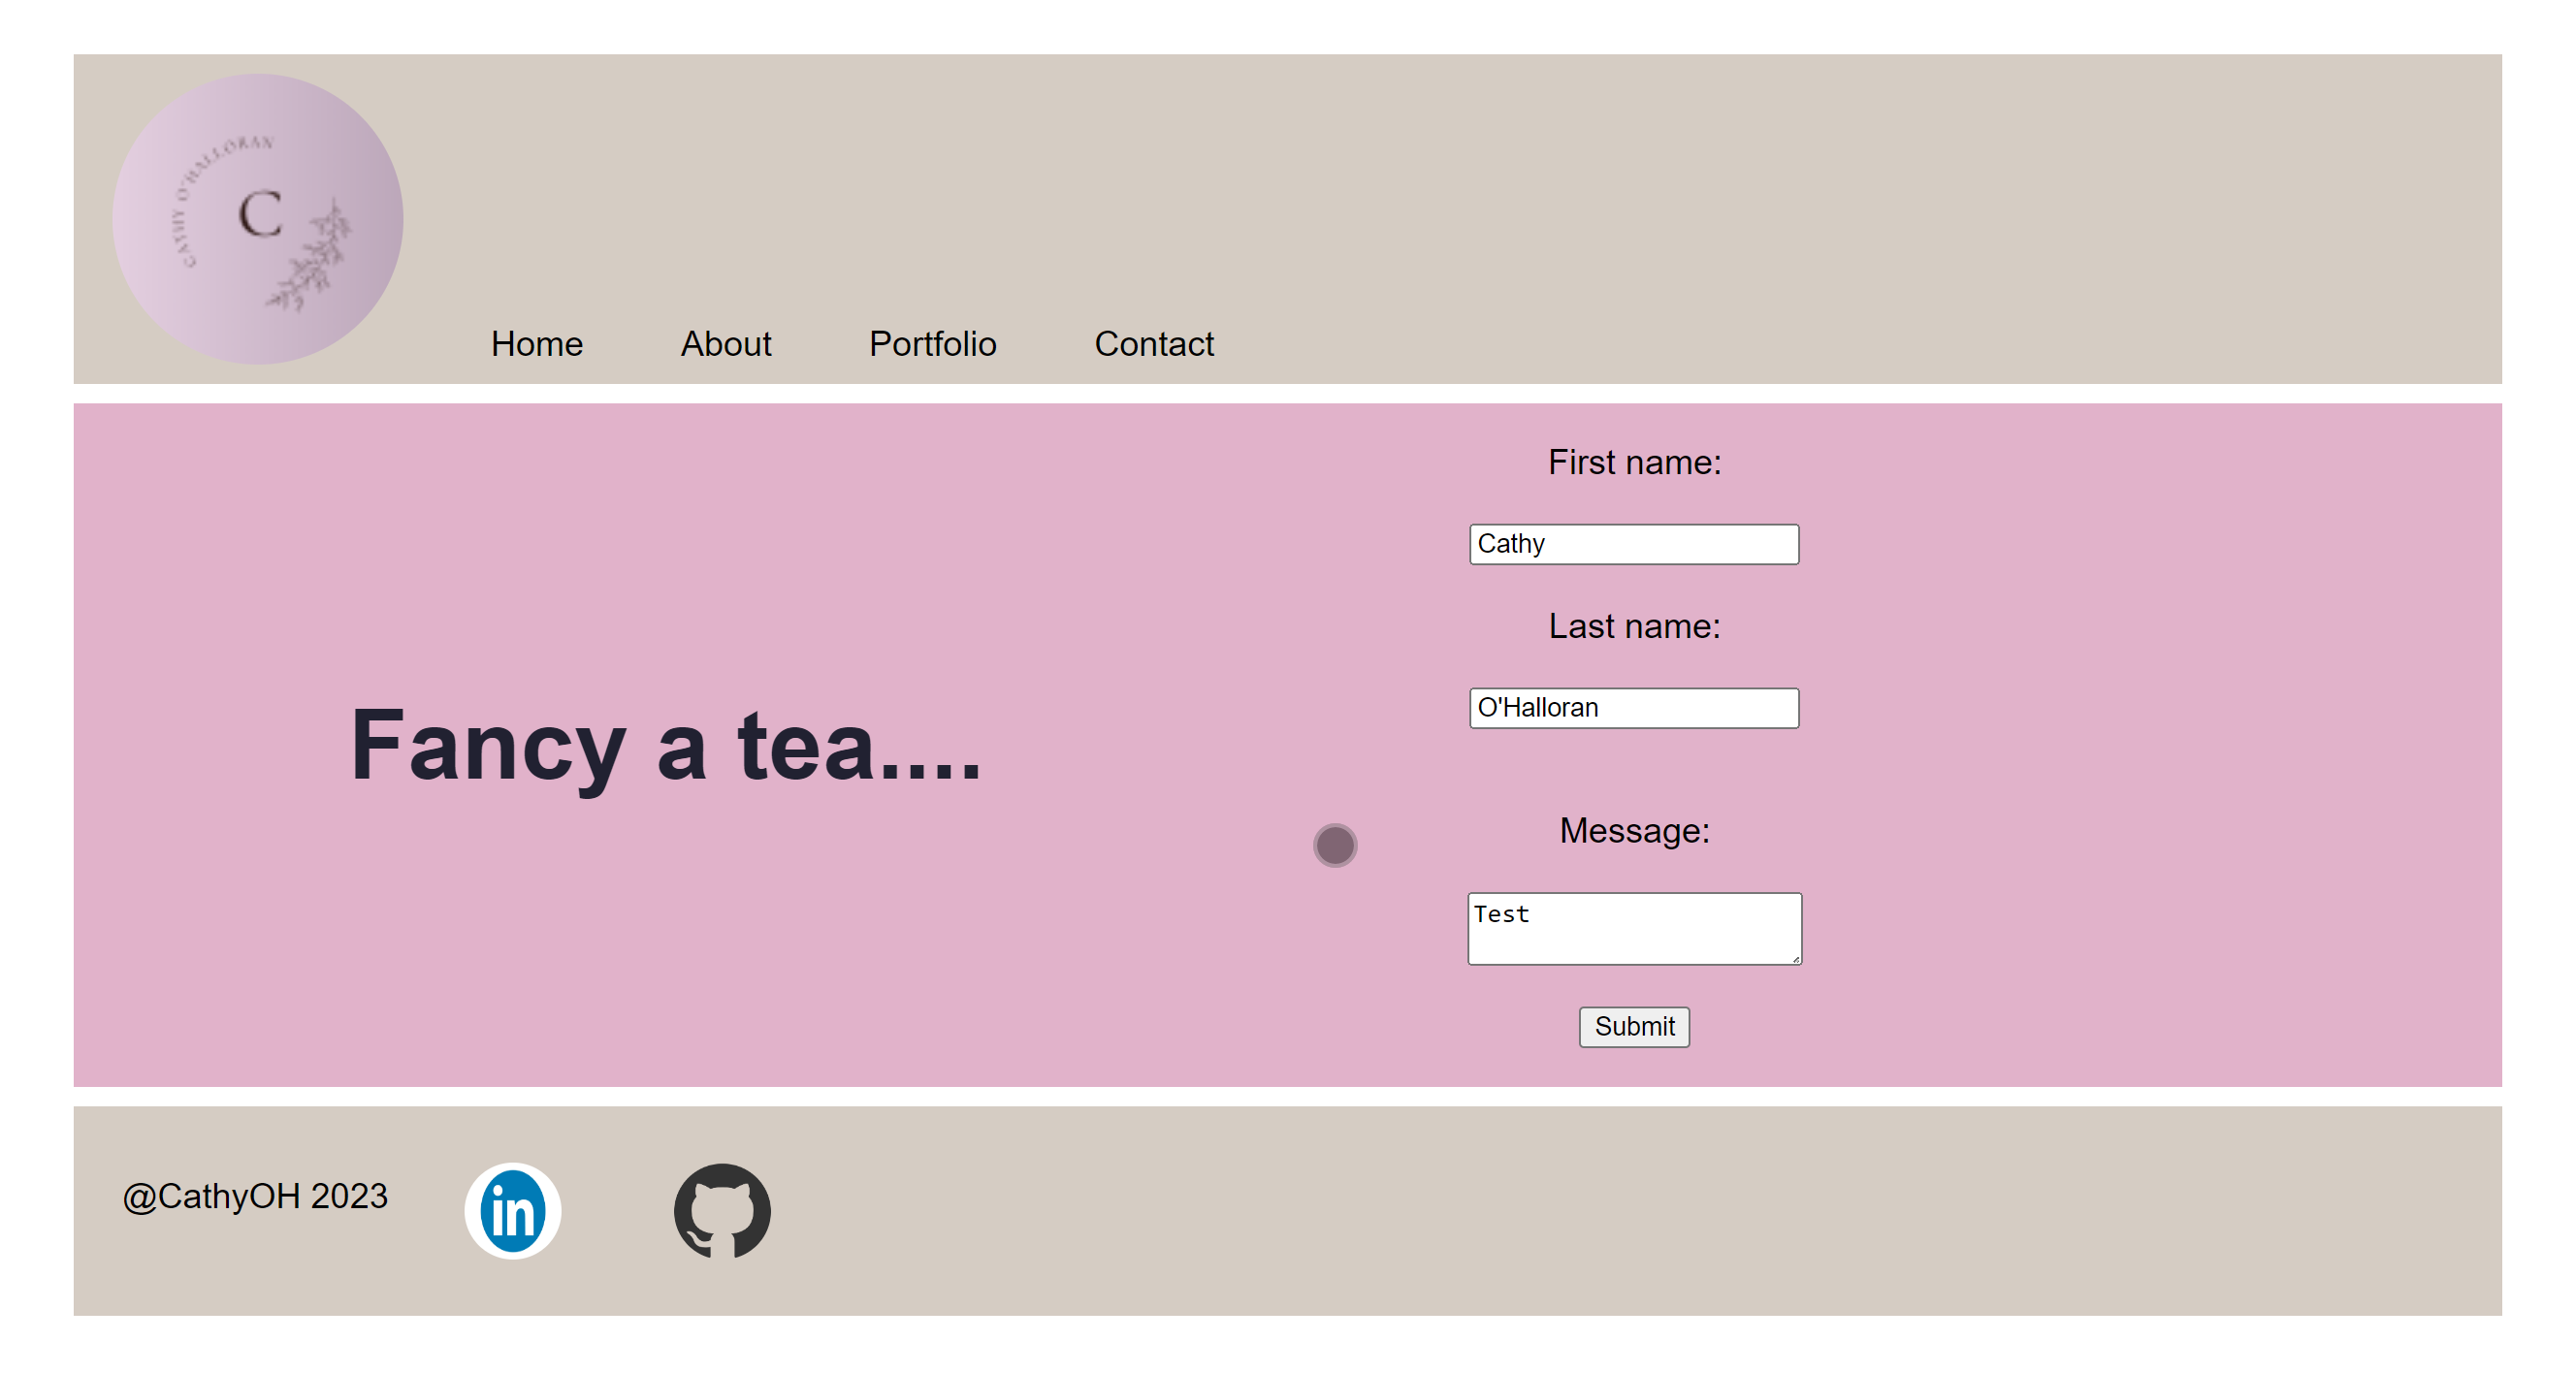 CATHY O'HALLORAN
C
Home About Portfolio Contact
First name:
Cathy
Last name:
O'Halloran
Fancy a tea....
Message:
Test
Submit
@CathyOH 2023
in